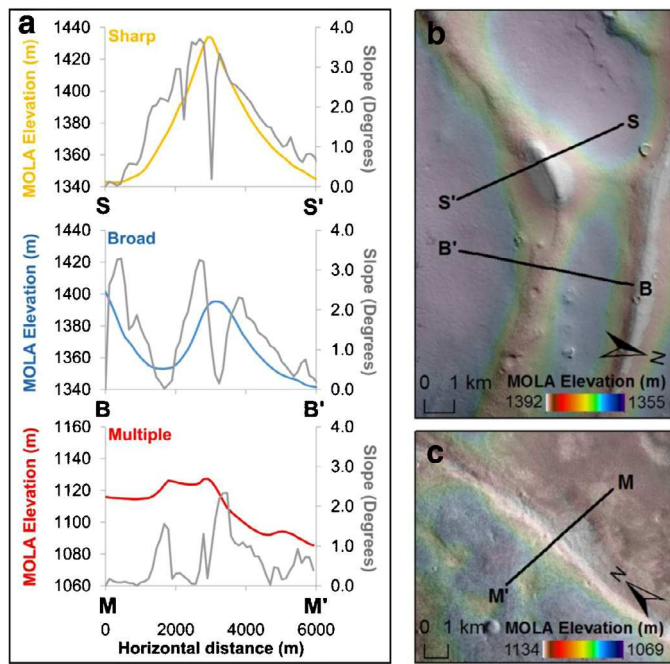 a
Sharp
MOLA Elevation (m)
1440
1420
1400
1380
1360
1340
4.0
3.0
2.0
1.0
0.0
Slope (Degrees)
S S'
Broad
MOLA Elevation (m)
1440
1420
1400
1380
1360
1340
4.0
3.0
2.0
1.0
0.0
Slope (Degrees)
B B'
Multiple
MOLA Elevation (m)
1160
1140
1120
1100
1080
1060
4.0
3.0
2.0
1.0
0.0
Slope (Degrees)
M M'
0 2000 4000 6000
Horizontal distance (m)
b
S
S'
B'
B
N
0 1 km
MOLA Elevation (m)
1392 1355
c
M
M'
N
0 1 km
MOLA Elevation (m)
1134 1069